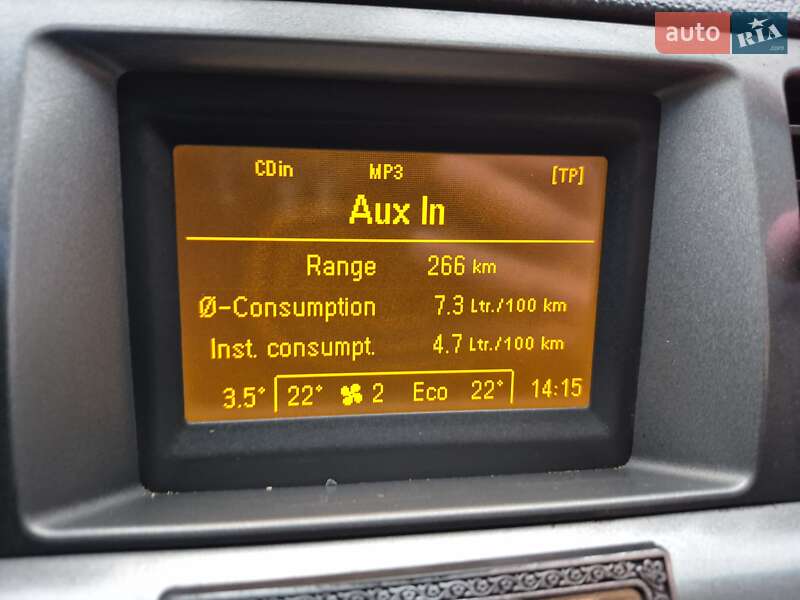 auto RIA.com
CDin MP3 [TP]
Aux In
Range 266 km
Ø-Consumption 7.3 Ltr./100 km
Inst. consumpt. 4.7 Ltr./100 km
3.5° 22° 2 Eco 22° 14:15